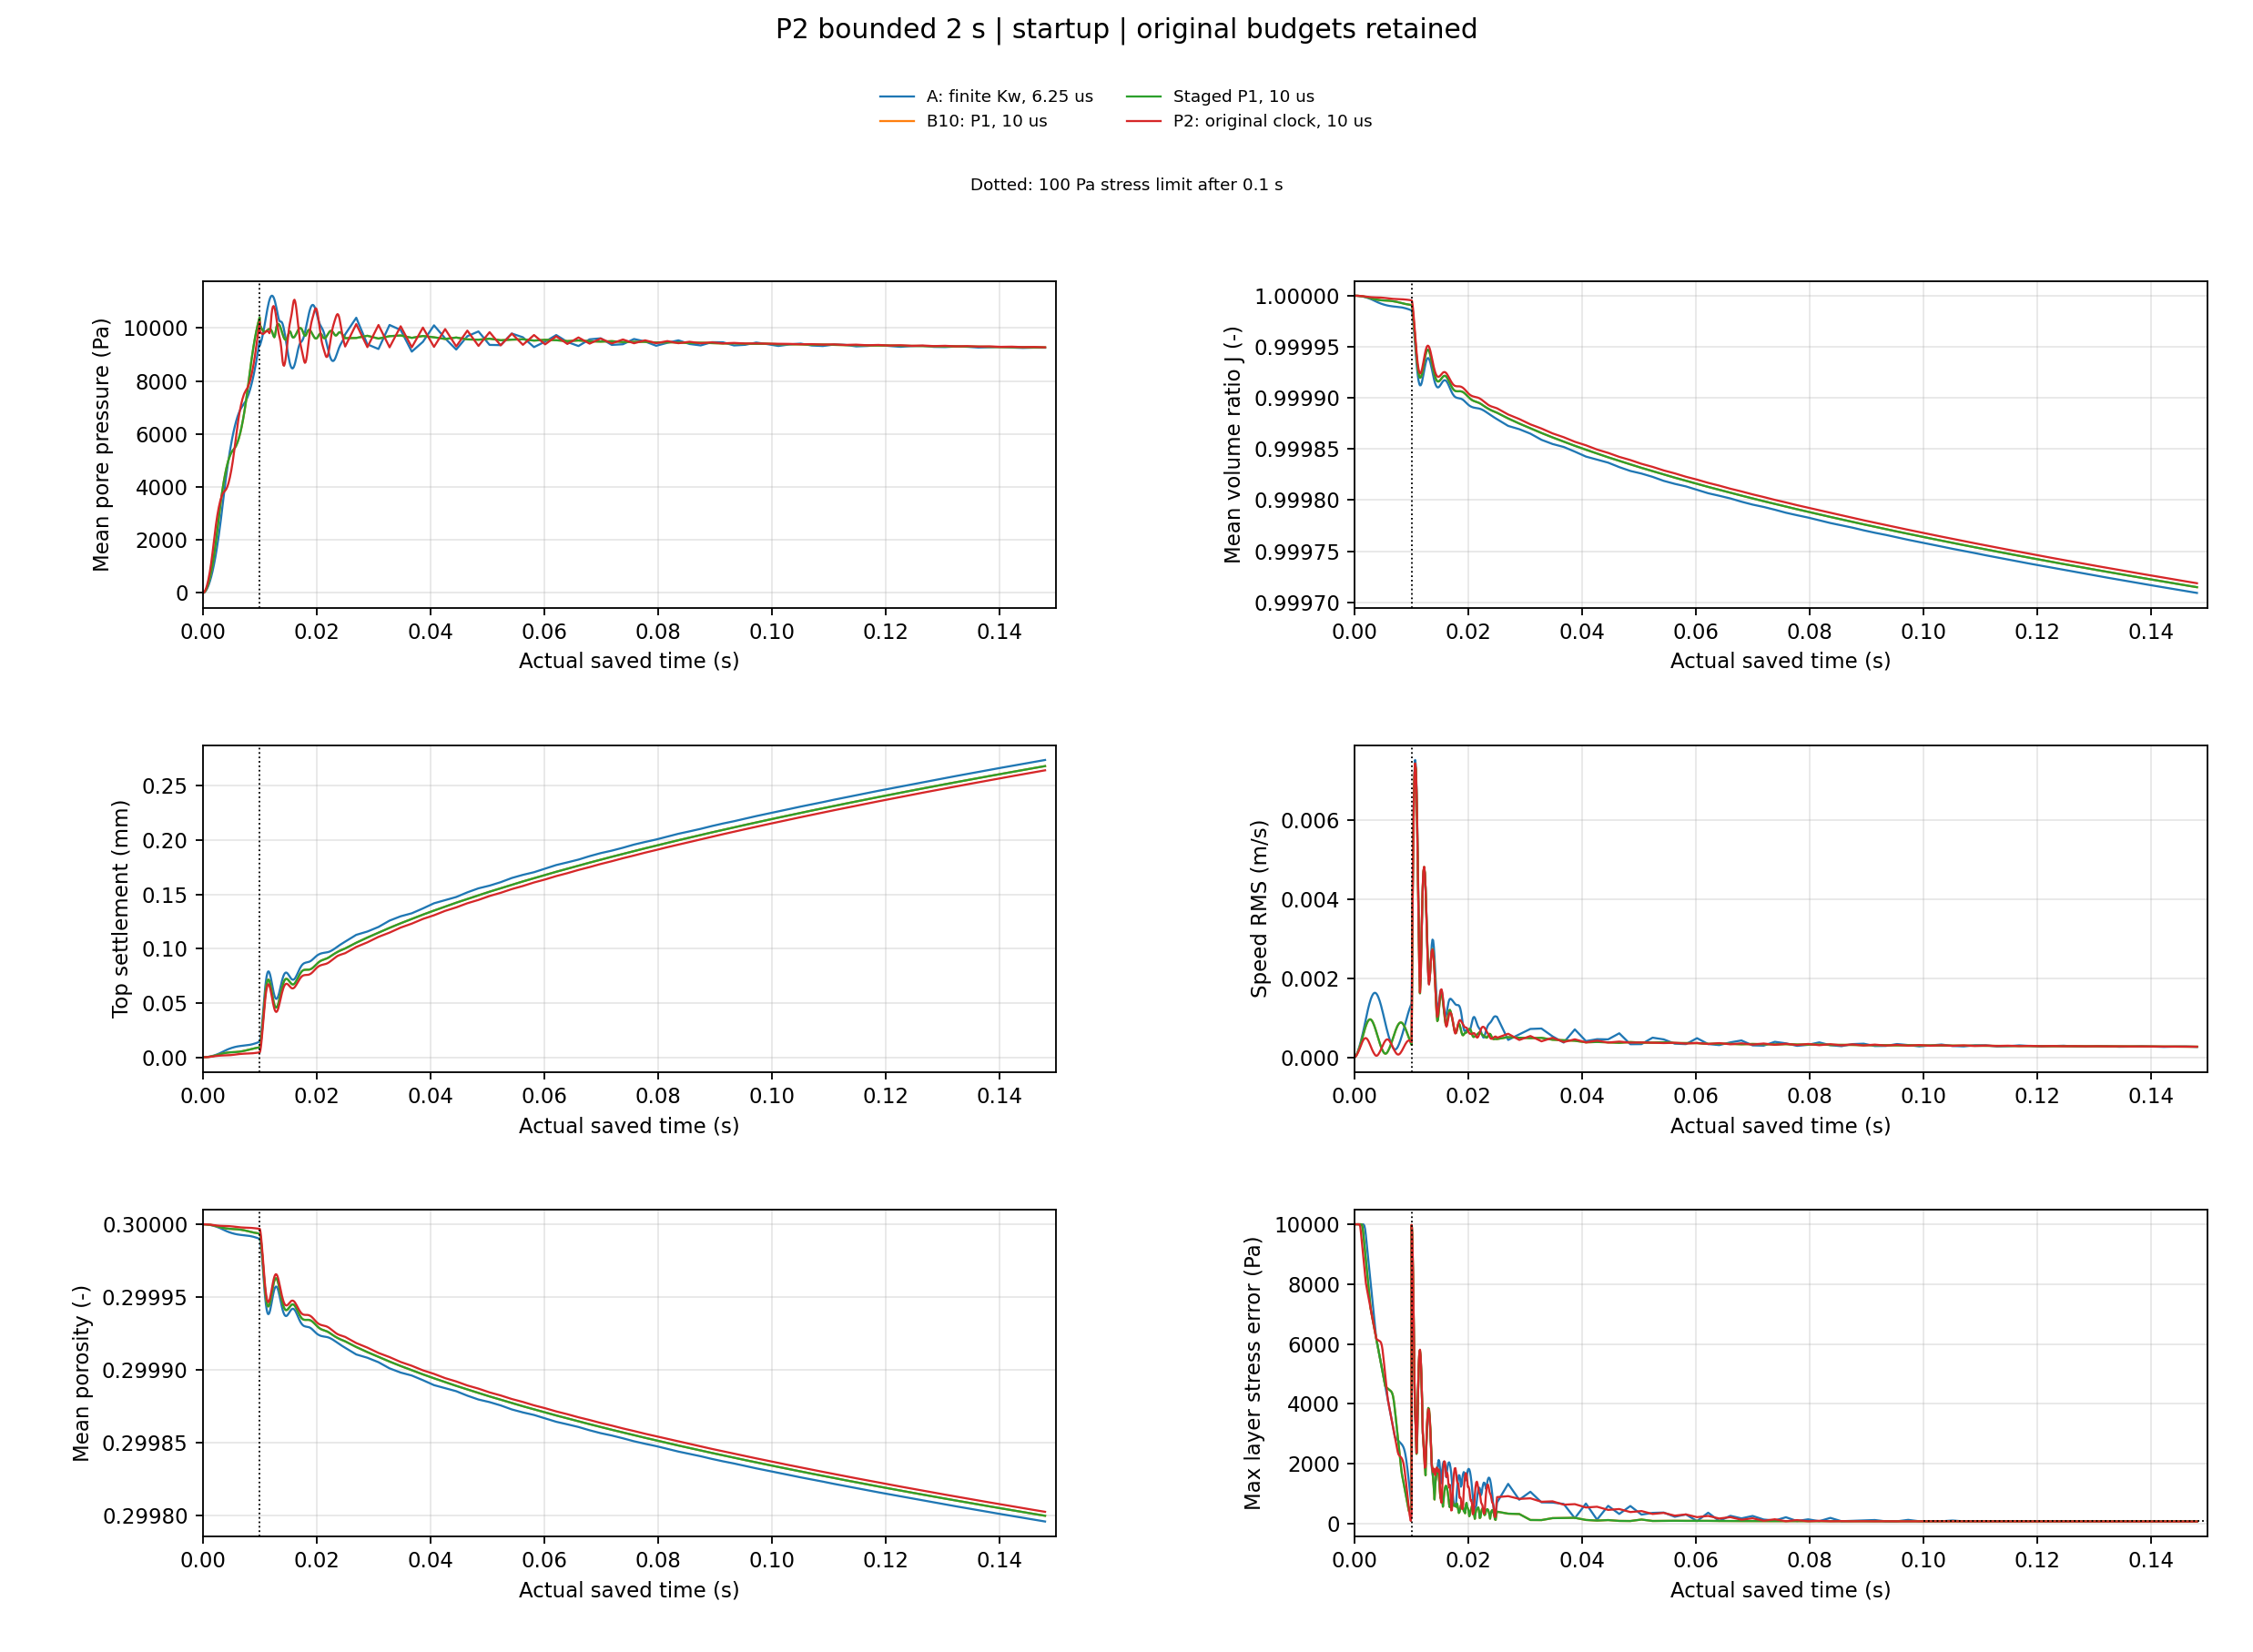 P2 bounded 2 s | startup | original budgets retained
A: finite Kw, 6.25 us
B10: P1, 10 us
Staged P1, 10 us
P2: original clock, 10 us
Dotted: 100 Pa stress limit after 0.1 s
Mean pore pressure (Pa)
10000
8000
6000
4000
2000
0
0.00 0.02 0.04 0.06 0.08 0.10 0.12 0.14
Actual saved time (s)
Mean volume ratio J (-)
1.00000
0.99995
0.99990
0.99985
0.99980
0.99975
0.99970
0.00 0.02 0.04 0.06 0.08 0.10 0.12 0.14
Actual saved time (s)
Top settlement (mm)
0.25
0.20
0.15
0.10
0.05
0.00
0.00 0.02 0.04 0.06 0.08 0.10 0.12 0.14
Actual saved time (s)
Speed RMS (m/s)
0.006
0.004
0.002
0.000
0.00 0.02 0.04 0.06 0.08 0.10 0.12 0.14
Actual saved time (s)
Mean porosity (-)
0.30000
0.29995
0.29990
0.29985
0.29980
0.00 0.02 0.04 0.06 0.08 0.10 0.12 0.14
Actual saved time (s)
Max layer stress error (Pa)
10000
8000
6000
4000
2000
0
0.00 0.02 0.04 0.06 0.08 0.10 0.12 0.14
Actual saved time (s)